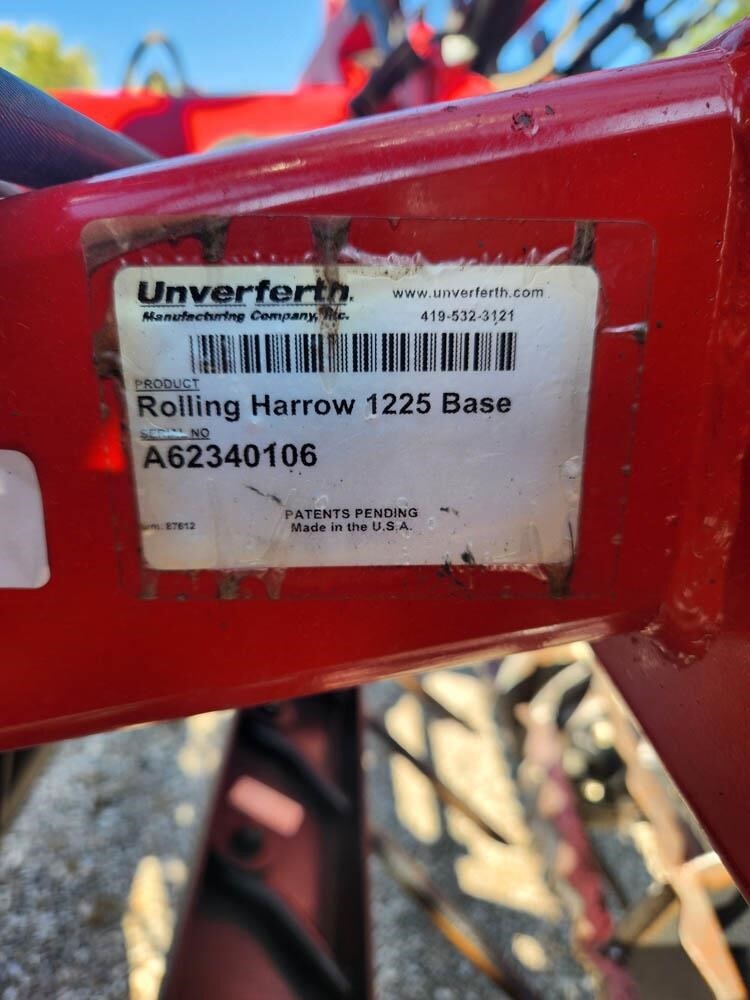 Unverferth
www.unverferth.com
Manufacturing Company, Inc.
419-532-3121
PRODUCT
Rolling Harrow 1225 Base
SERIAL NO
A62340106
PATENTS PENDING
87612
Made in the U.S.A.